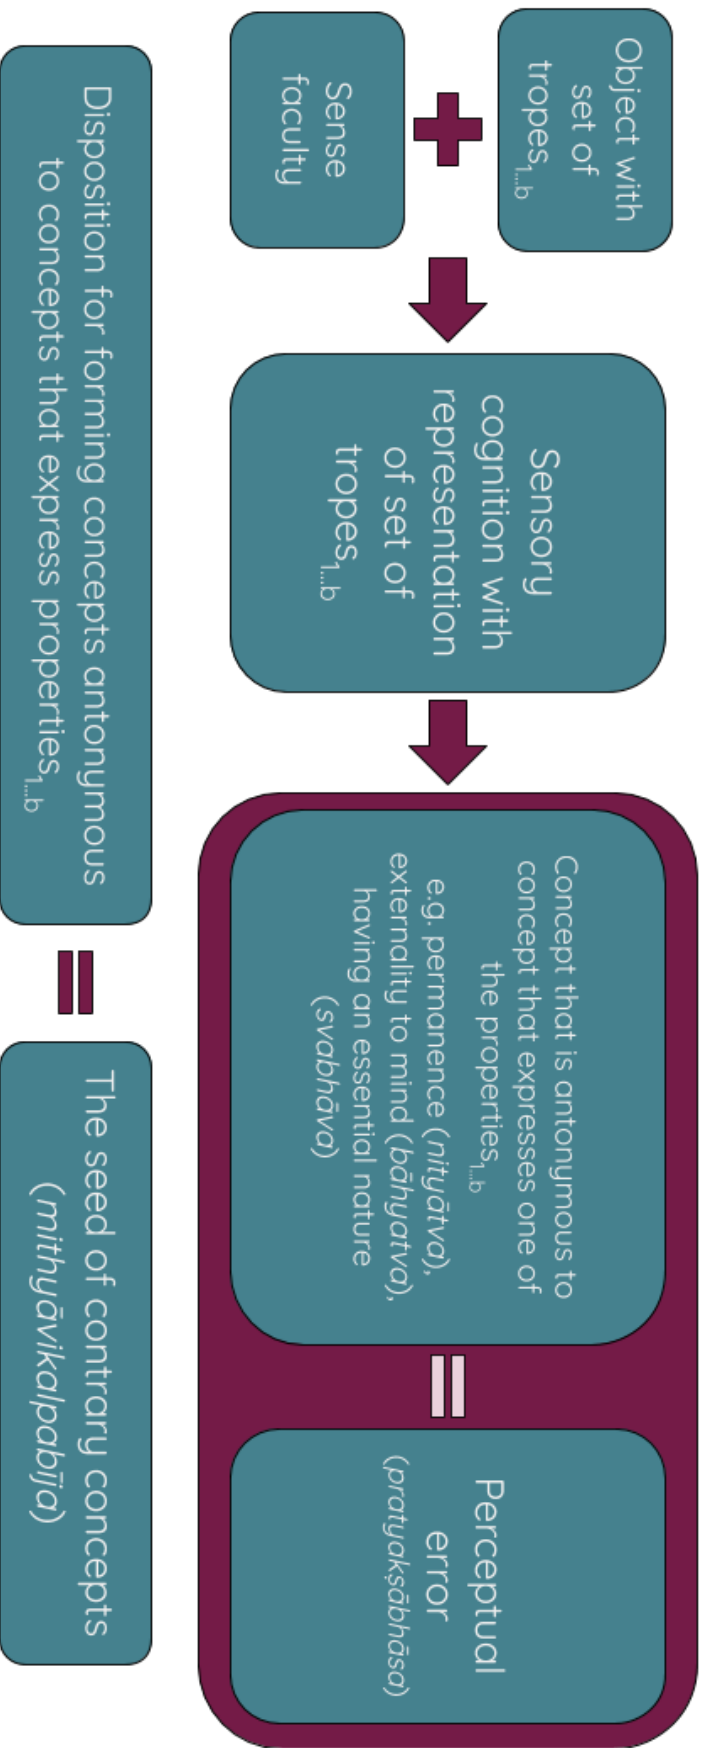 Object with
set of
tropes1...b
Sense
faculty
Sensory
cognition with
representation
of set of
tropes1...b
Concept that is antonymous to
concept that expresses one of
the properties1...b
e.g. permanence (nityātva),
externality to mind (bāhyatva),
having an essential nature
(svabhāva)
Perceptual
error
(pratyakṣābhāsa)
Disposition for forming concepts antonymous
to concepts that express properties1...b
The seed of contrary concepts
(mithyāvikalpabīja)